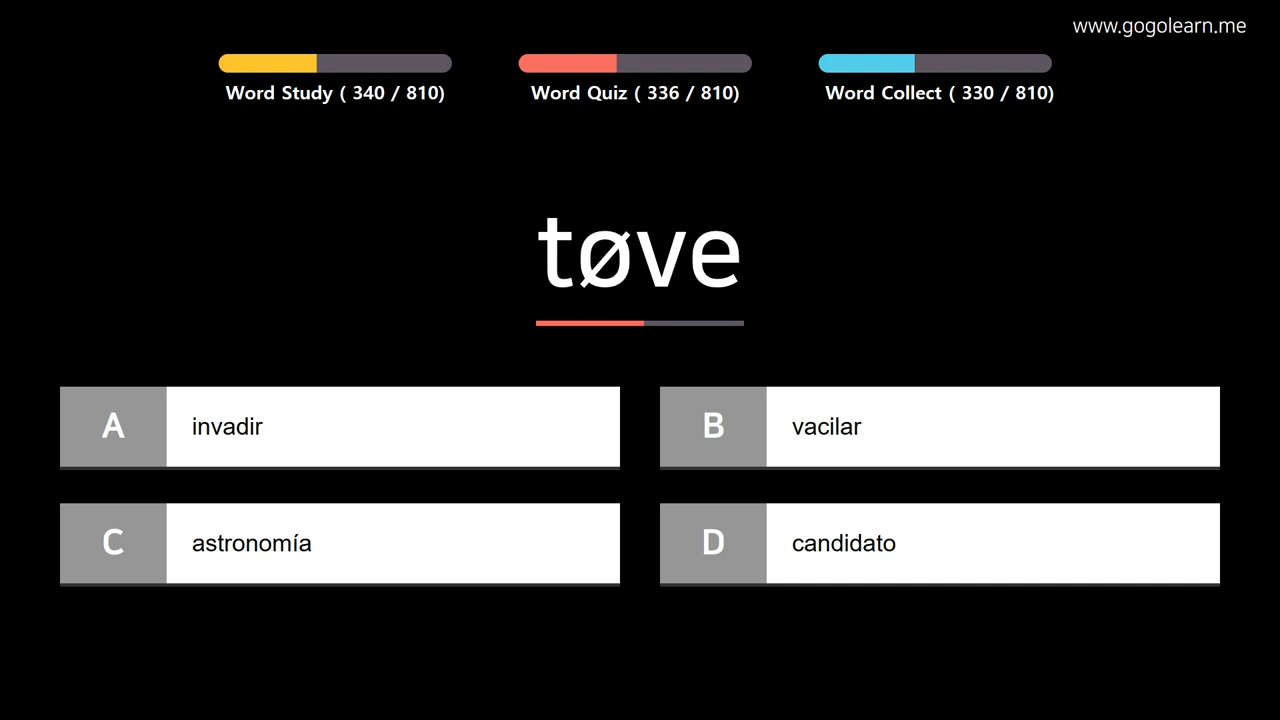 www.gogolearn.me
Word Study ( 340 / 810)
Word Quiz ( 336 / 810)
Word Collect ( 330 / 810)
tøve
A invadir
B vacilar
C astronomía
D candidato